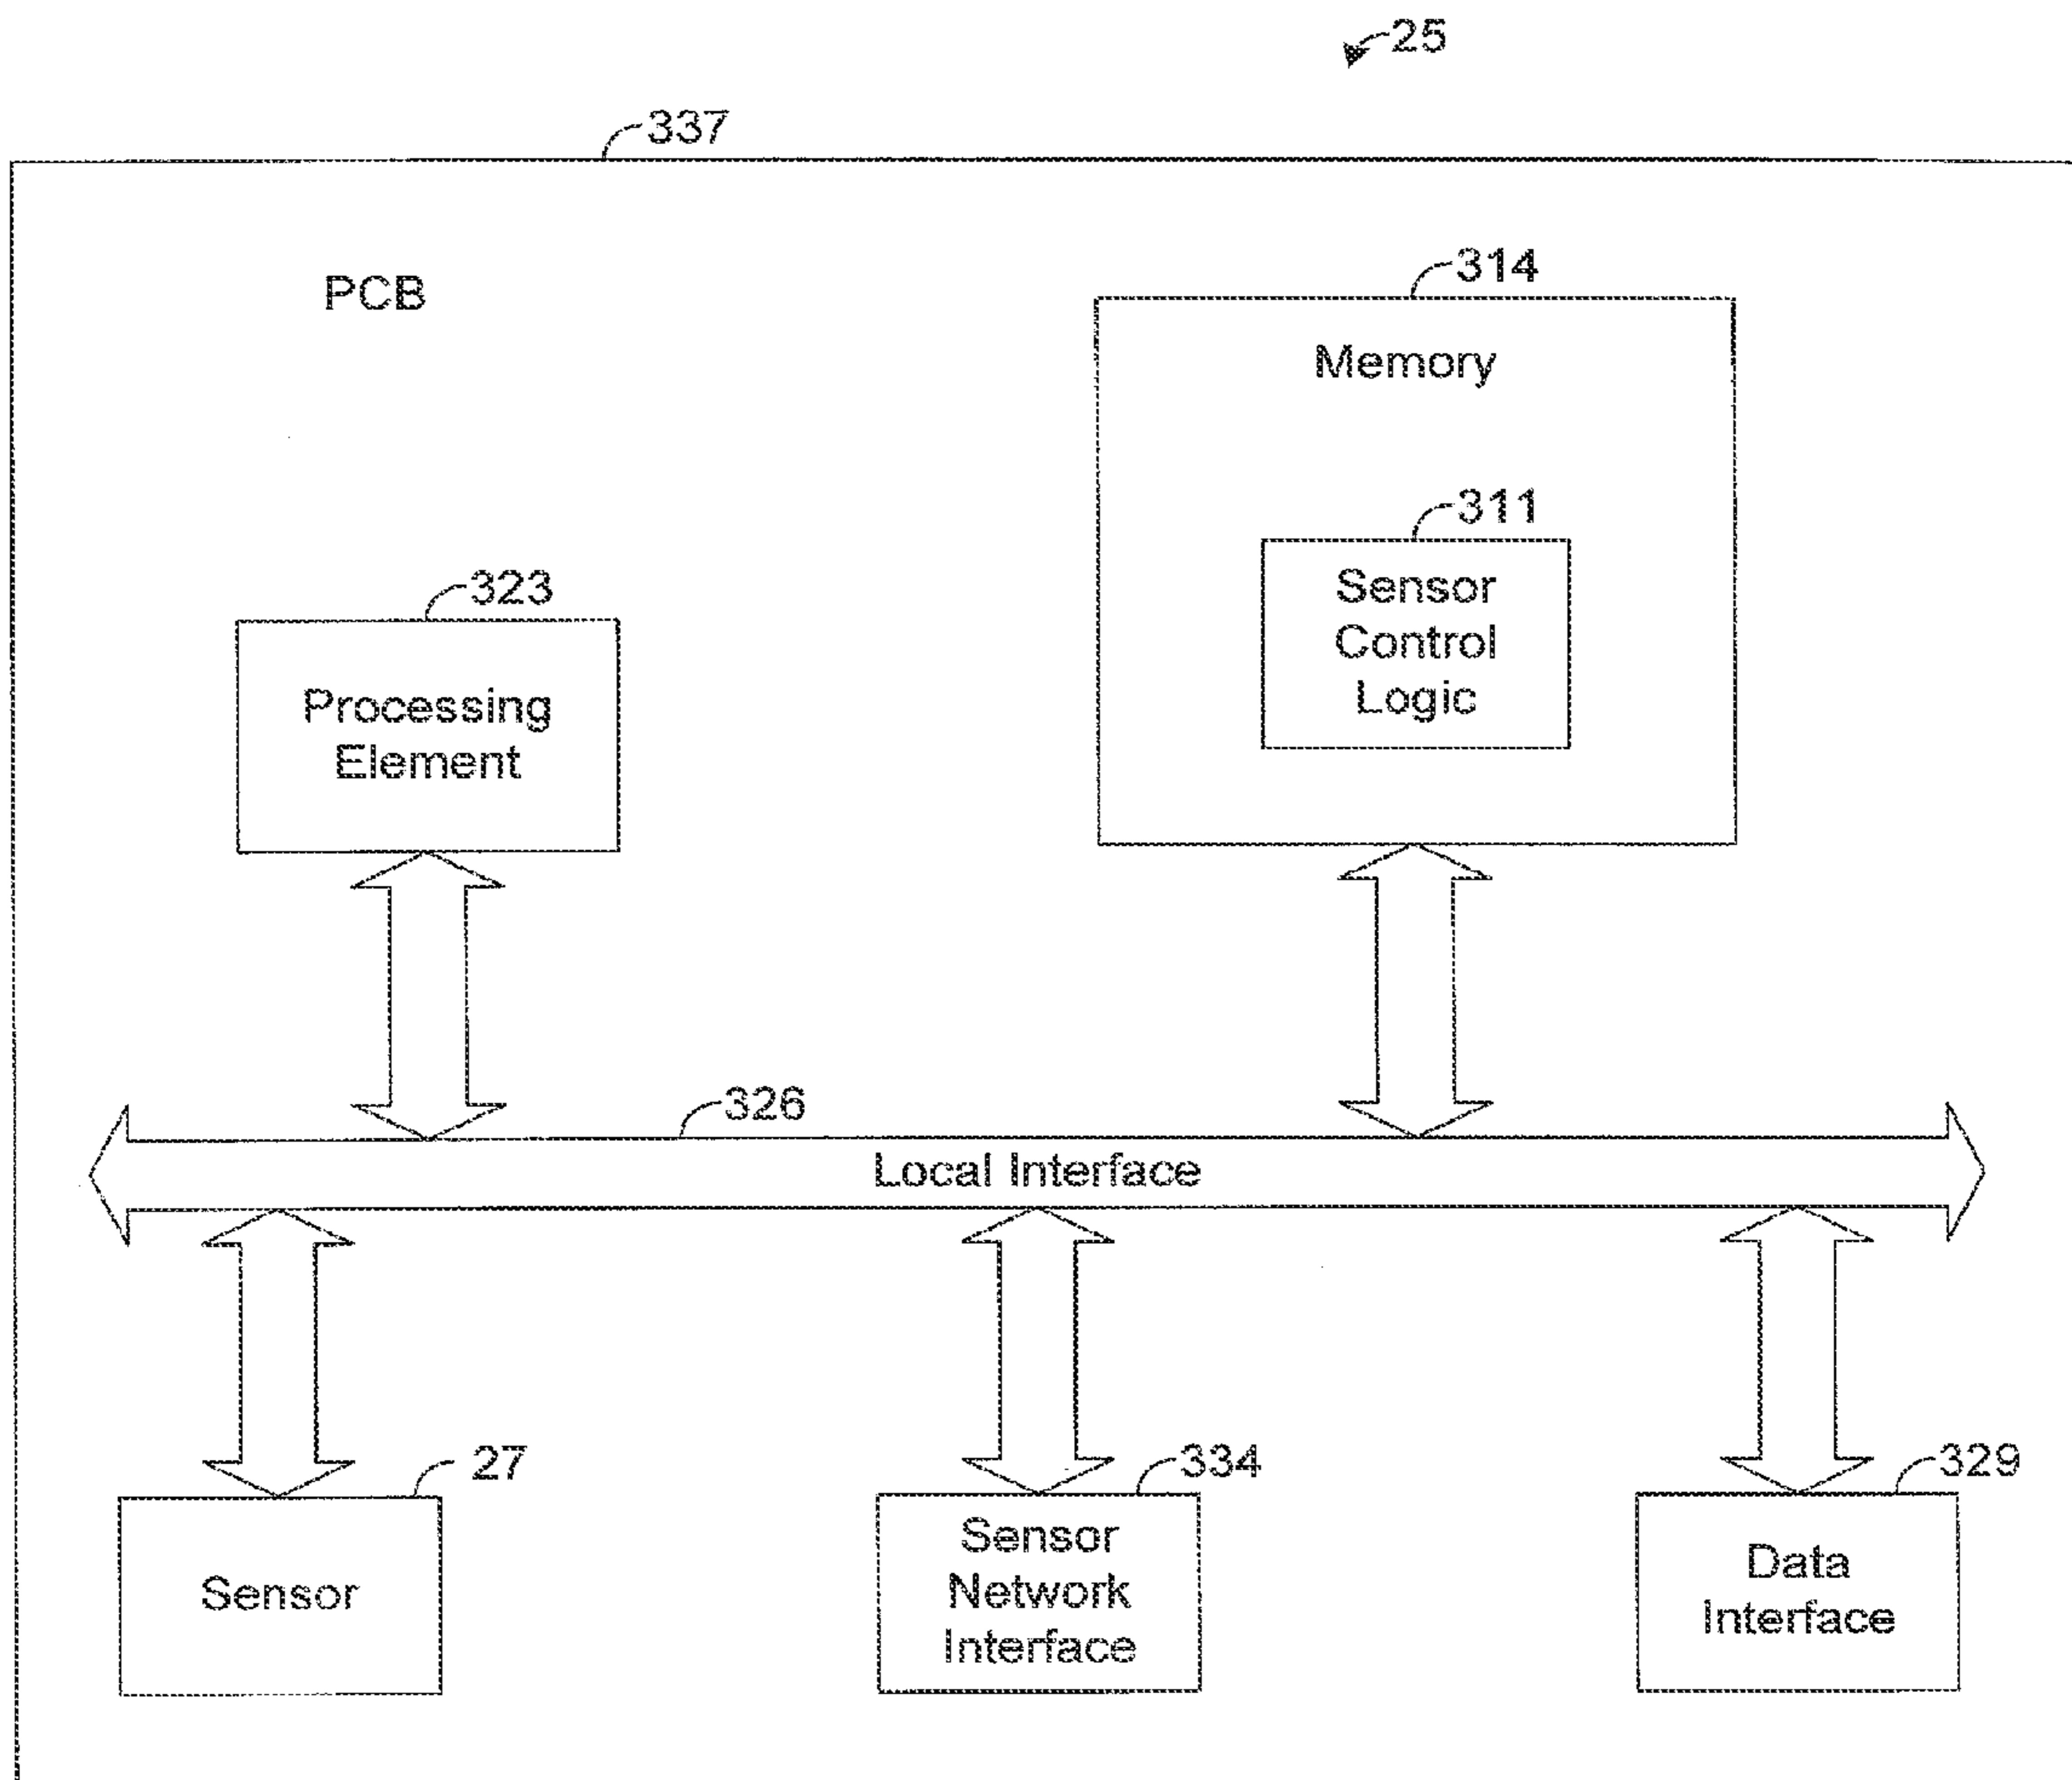 25
337
PCB
314
Memory
311
Sensor
Control
Logic
323
Processing
Element
326
Local Interface
27
Sensor
334
Sensor
Network
Interface
329
Data
Interface